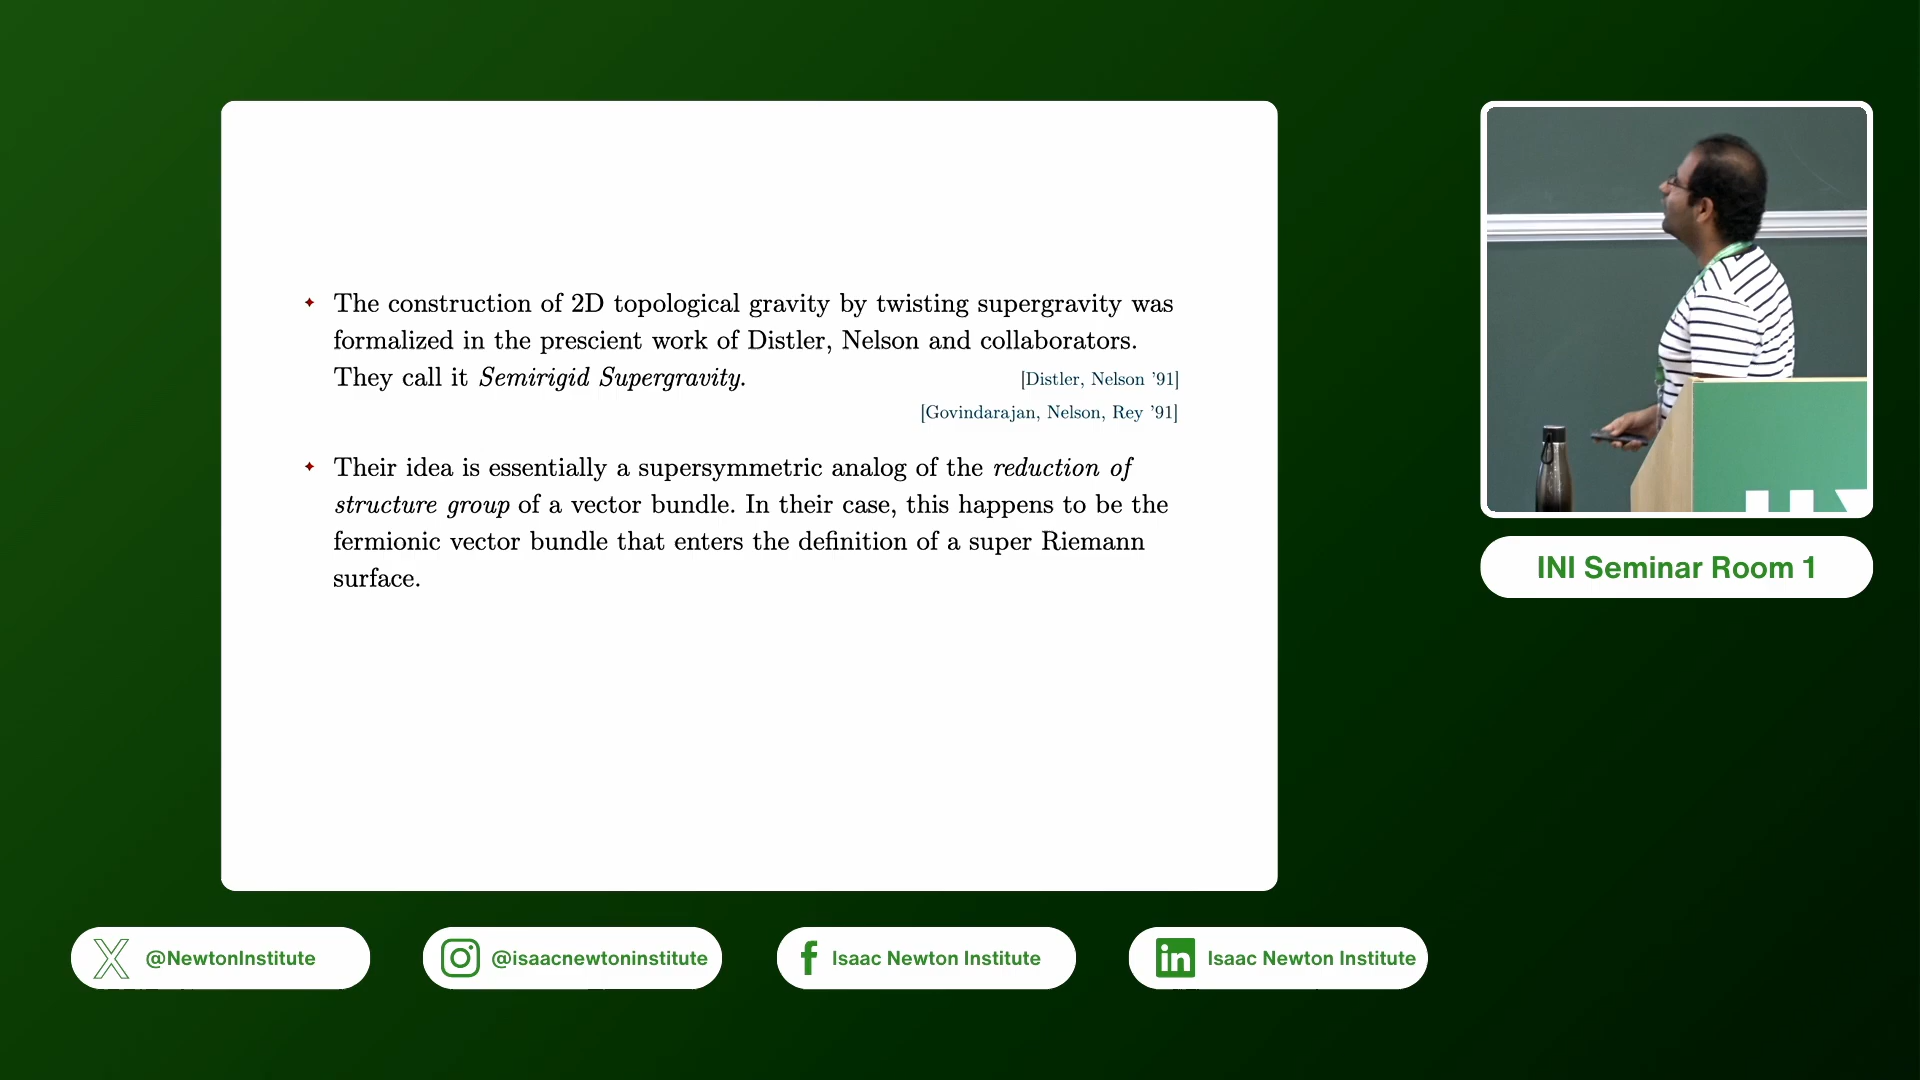 The construction of 2D topological gravity by twisting supergravity was
formalized in the prescient work of Distler, Nelson and collaborators.
They call it Semirigid Supergravity.
[Distler, Nelson ’91]
[Govindarajan, Nelson, Rey ’91]
Their idea is essentially a supersymmetric analog of the reduction of
structure group of a vector bundle. In their case, this happens to be the
fermionic vector bundle that enters the definition of a super Riemann
surface.
INI Seminar Room 1
@NewtonInstitute
@isaacnewtoninstitute
Isaac Newton Institute
Isaac Newton Institute